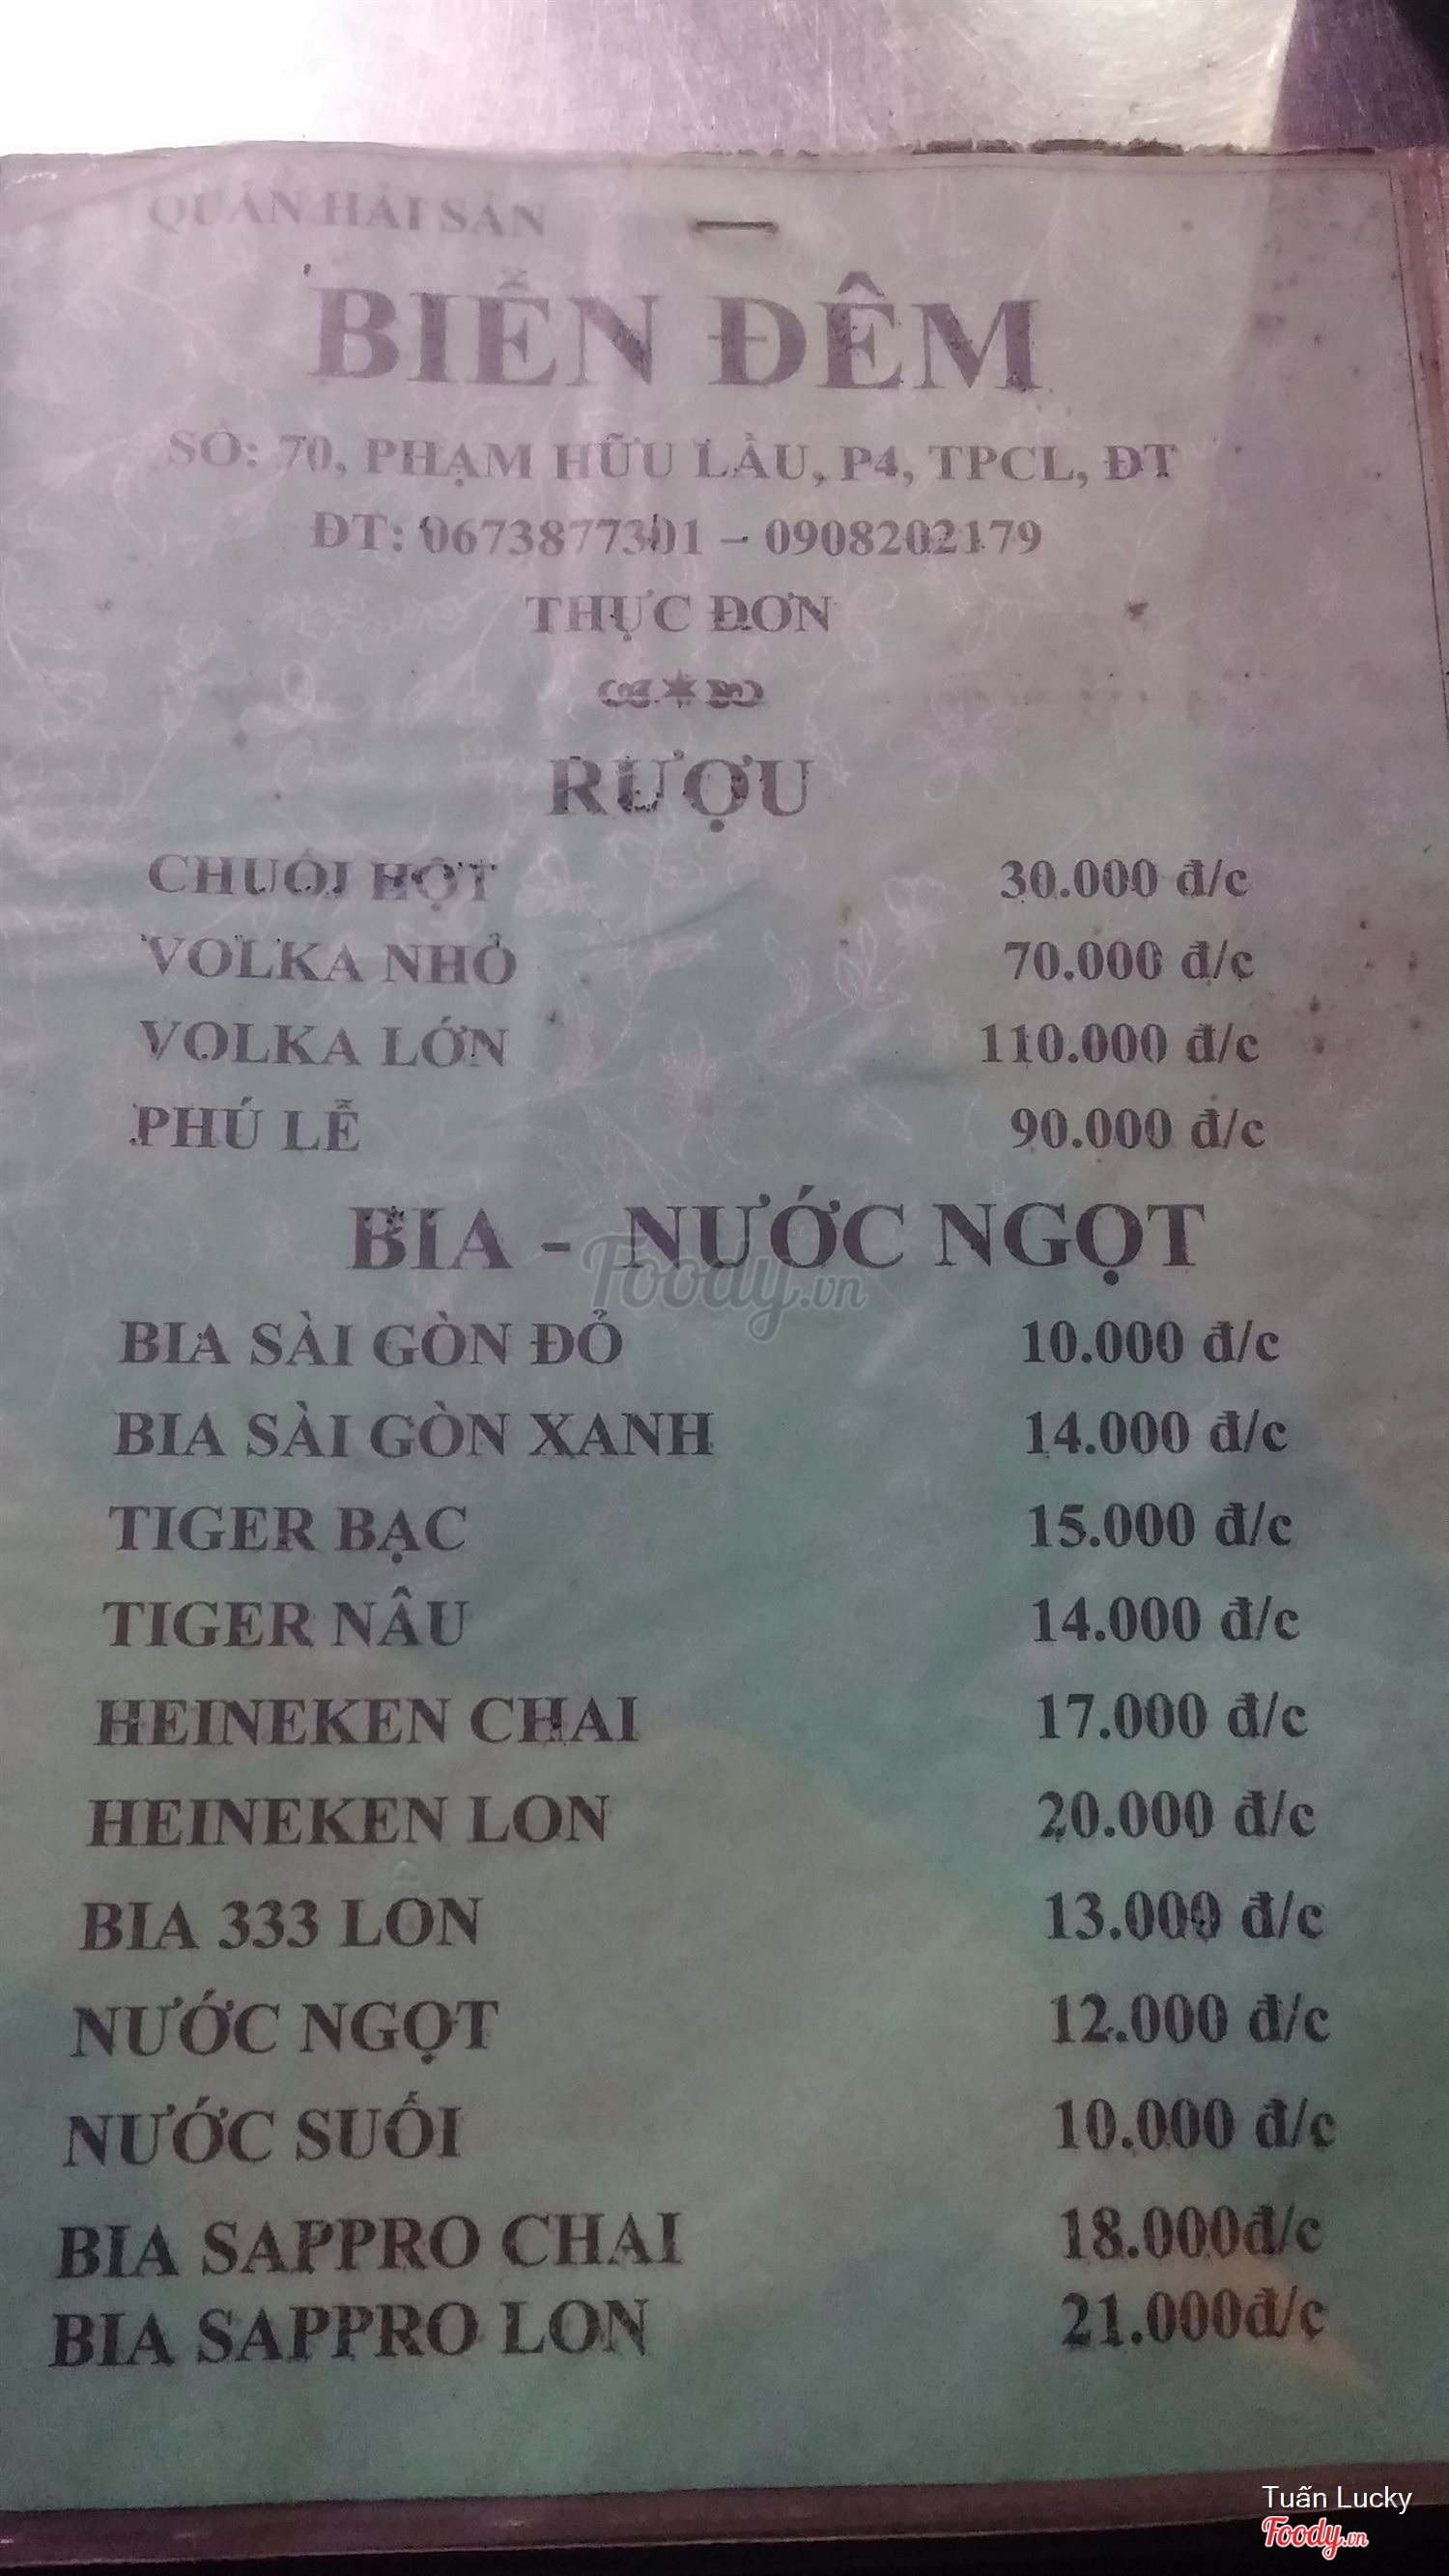 QUÁN HẢI SẢN
BIỂN ĐÊM
SỐ: 70, PHẠM HỮU LẦU, P4, TPCL, ĐT
ĐT: 0673877301 – 0908202179
THỰC ĐƠN
RƯỢU
CHUỐI HỘT 30.000 đ/c
VOLKA NHỎ 70.000 đ/c
VOLKA LỚN 110.000 đ/c
PHÚ LỄ 90.000 đ/c
BIA - NƯỚC NGỌT
Foody.vn
BIA SÀI GÒN ĐỎ 10.000 đ/c
BIA SÀI GÒN XANH 14.000 đ/c
TIGER BẠC 15.000 đ/c
TIGER NÂU 14.000 đ/c
HEINEKEN CHAI 17.000 đ/c
HEINEKEN LON 20.000 đ/c
BIA 333 LON 13.000 đ/c
NƯỚC NGỌT 12.000 đ/c
NƯỚC SUỐI 10.000 đ/c
BIA SAPPRO CHAI 18.000đ/c
BIA SAPPRO LON 21.000đ/c
Tuấn Lucky
Foody.vn